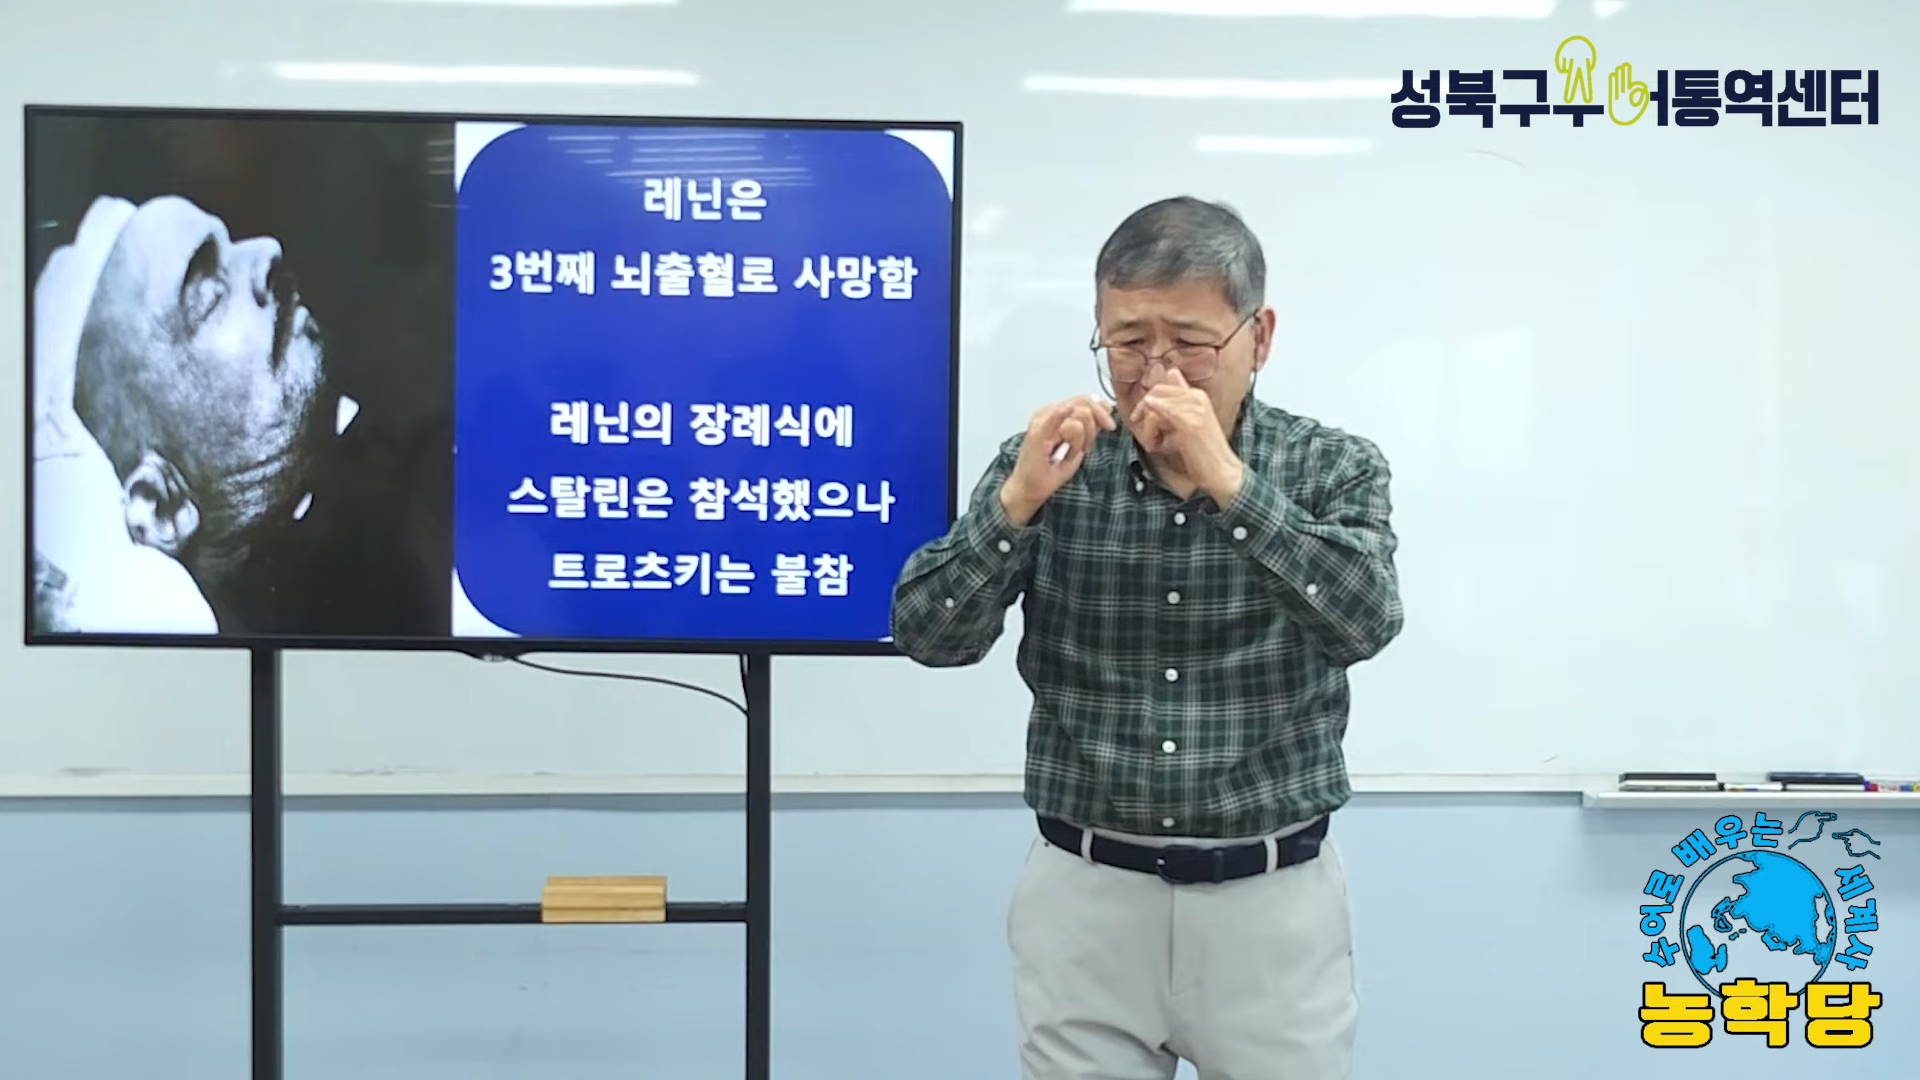 성북구수어통역센터
레닌은
3번째 뇌출혈로 사망함
레닌의 장례식에
스탈린은 참석했으나
트로츠키는 불참
수어로 배우는 세계사
농학당